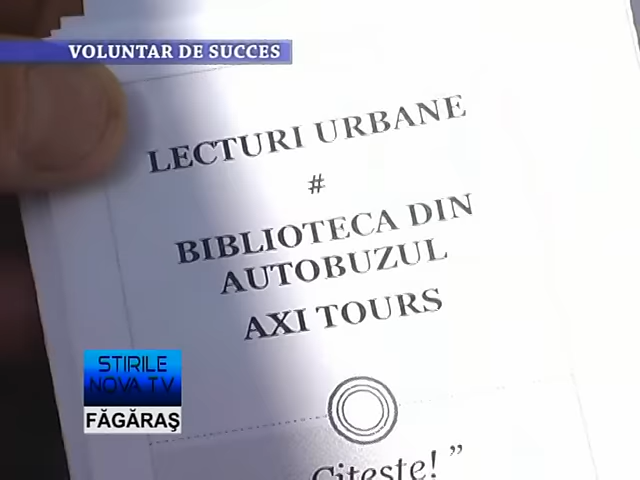 VOLUNTAR DE SUCCES
LECTURI URBANE
#
BIBLIOTECA DIN
AUTOBUZUL
AXI TOURS
Citeste! ”
STIRILE
NOVA TV
FĂGĂRAŞ